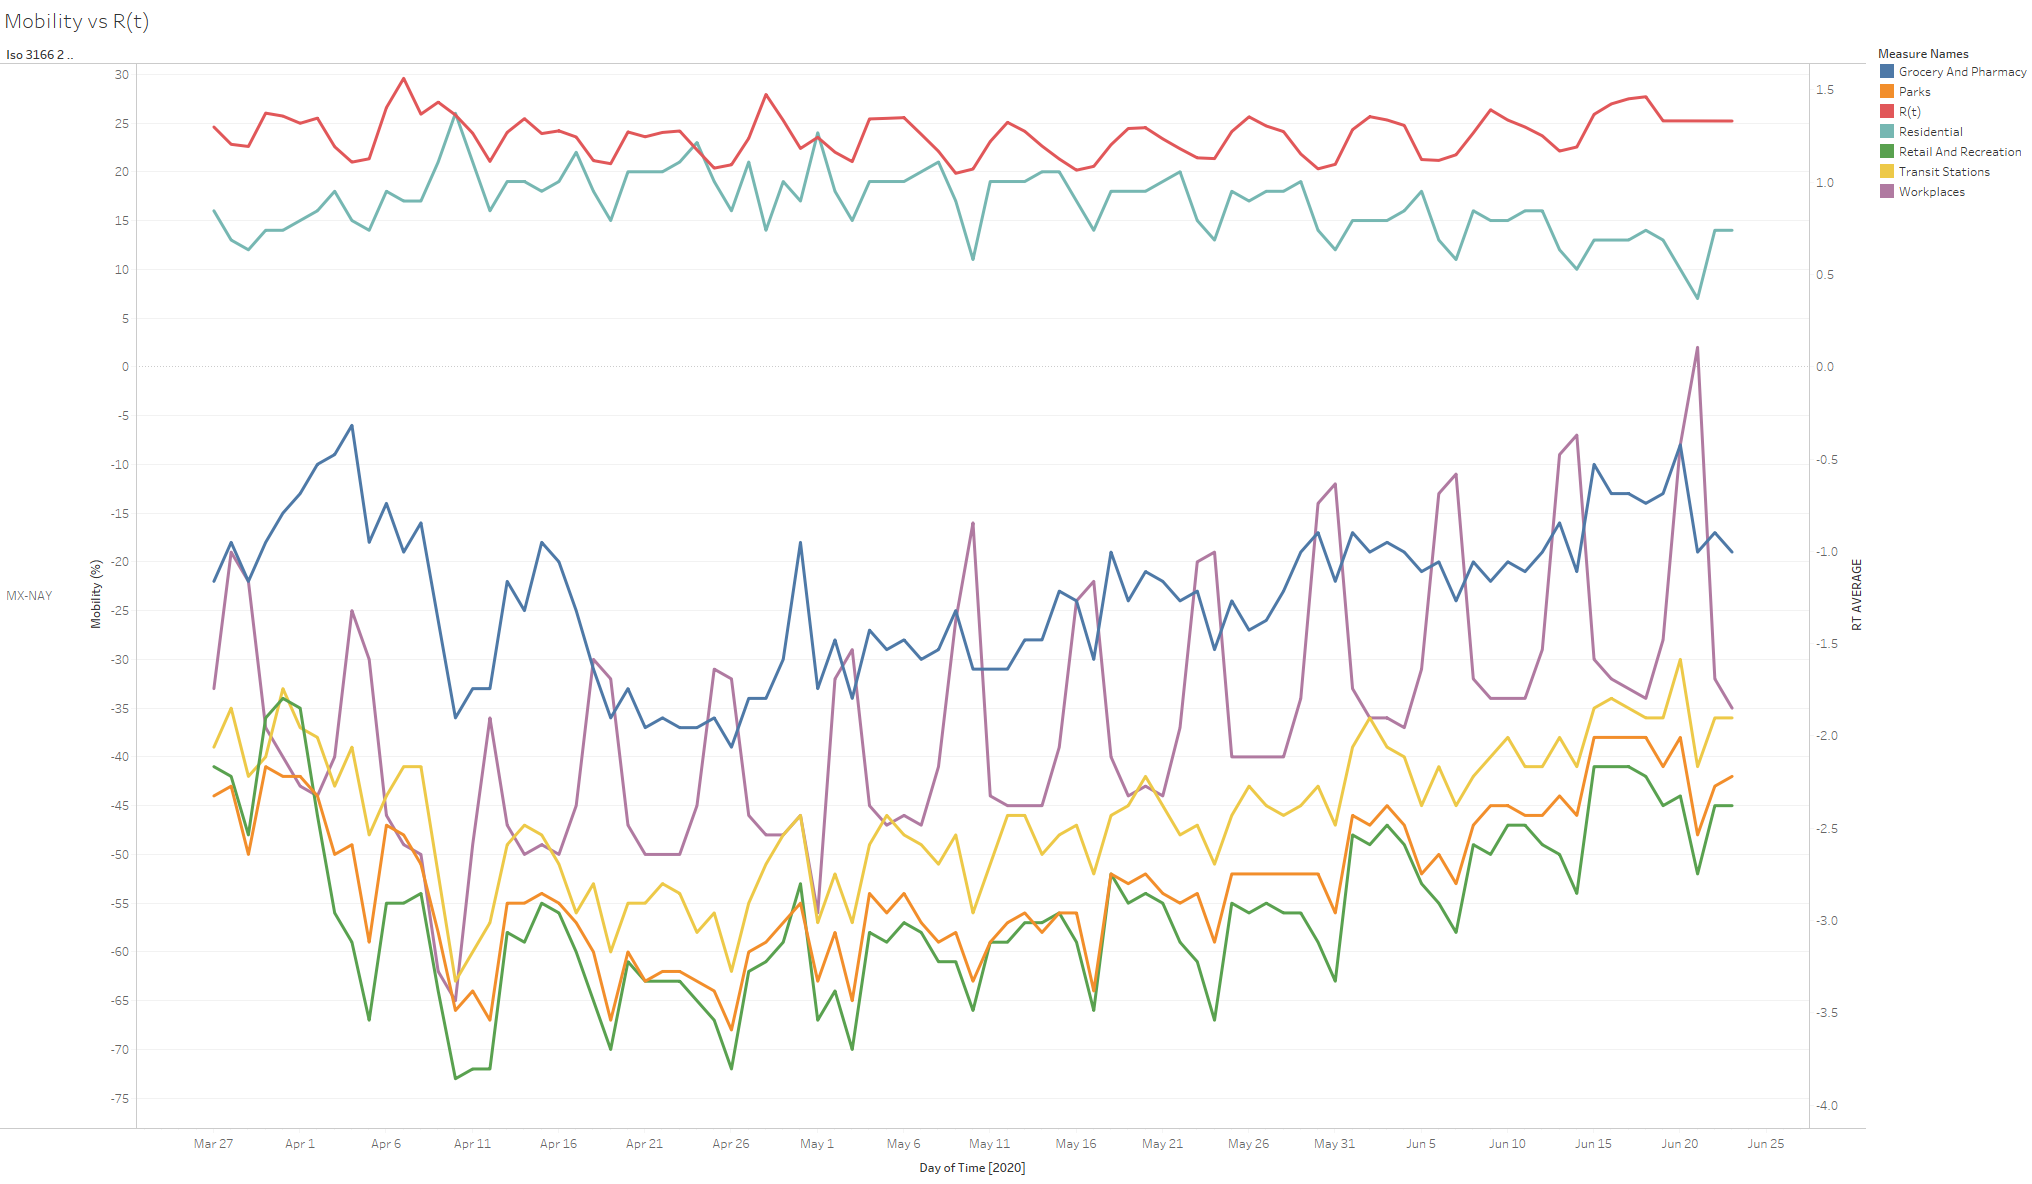 Mobility vs R(t)
Iso 3166 2 ..
Measure Names
Grocery And Pharmacy
Parks
R(t)
Residential
Retail And Recreation
Transit Stations
Workplaces
MX-NAY
Mobility (%)
30
25
20
15
10
5
0
-5
-10
-15
-20
-25
-30
-35
-40
-45
-50
-55
-60
-65
-70
-75
1.5
1.0
0.5
0.0
-0.5
-1.0
-1.5
-2.0
-2.5
-3.0
-3.5
-4.0
RT AVERAGE
Mar 27 Apr 1 Apr 6 Apr 11 Apr 16 Apr 21 Apr 26 May 1 May 6 May 11 May 16 May 21 May 26 May 31 Jun 5 Jun 10 Jun 15 Jun 20 Jun 25
Day of Time [2020]